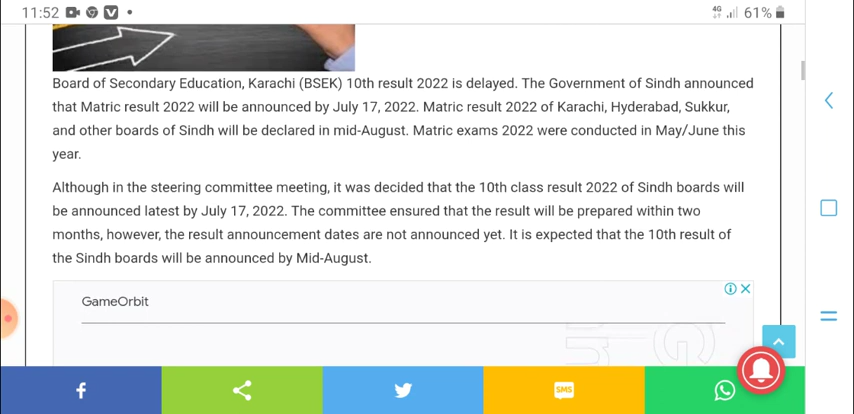 11:52
4G 61%
Board of Secondary Education, Karachi (BSEK) 10th result 2022 is delayed. The Government of Sindh announced
that Matric result 2022 will be announced by July 17, 2022. Matric result 2022 of Karachi, Hyderabad, Sukkur,
and other boards of Sindh will be declared in mid-August. Matric exams 2022 were conducted in May/June this
year.
Although in the steering committee meeting, it was decided that the 10th class result 2022 of Sindh boards will
be announced latest by July 17, 2022. The committee ensured that the result will be prepared within two
months, however, the result announcement dates are not announced yet. It is expected that the 10th result of
the Sindh boards will be announced by Mid-August.
GameOrbit
SMS